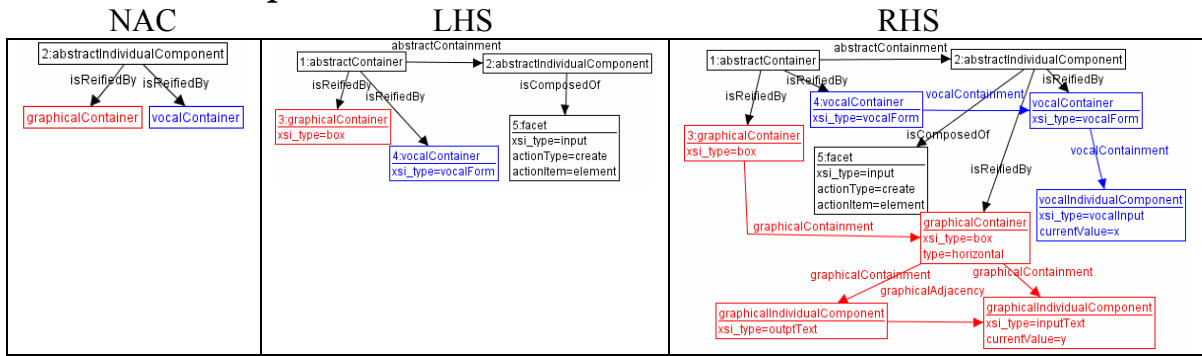 NAC
LHS
RHS
2:abstractIndividualComponent
isReifiedBy
isReifiedBy
graphicalContainer
vocalContainer
abstractContainment
1:abstractContainer
2:abstractIndividualComponent
isReifiedBy
isReifiedBy
isComposedOf
3:graphicalContainer
xsi_type=box
4:vocalContainer
xsi_type=vocalForm
5:facet
xsi_type=input
actionType=create
actionItem=element
abstractContainment
1:abstractContainer
2:abstractIndividualComponent
isReifiedBy
isReifiedBy
isReifiedBy
4:vocalContainer
xsi_type=vocalForm
vocalContainment
vocalContainer
xsi_type=vocalForm
3:graphicalContainer
xsi_type=box
isComposedOf
vocalContainment
5:facet
xsi_type=input
actionType=create
actionItem=element
isReifiedBy
vocalIndividualComponent
xsi_type=vocalInput
currentValue=x
graphicalContainment
graphicalContainer
xsi_type=box
type=horizontal
graphicalContainment
graphicalContainment
graphicalAdjacency
graphicalIndividualComponent
xsi_type=outptText
graphicalIndividualComponent
xsi_type=inputText
currentValue=y